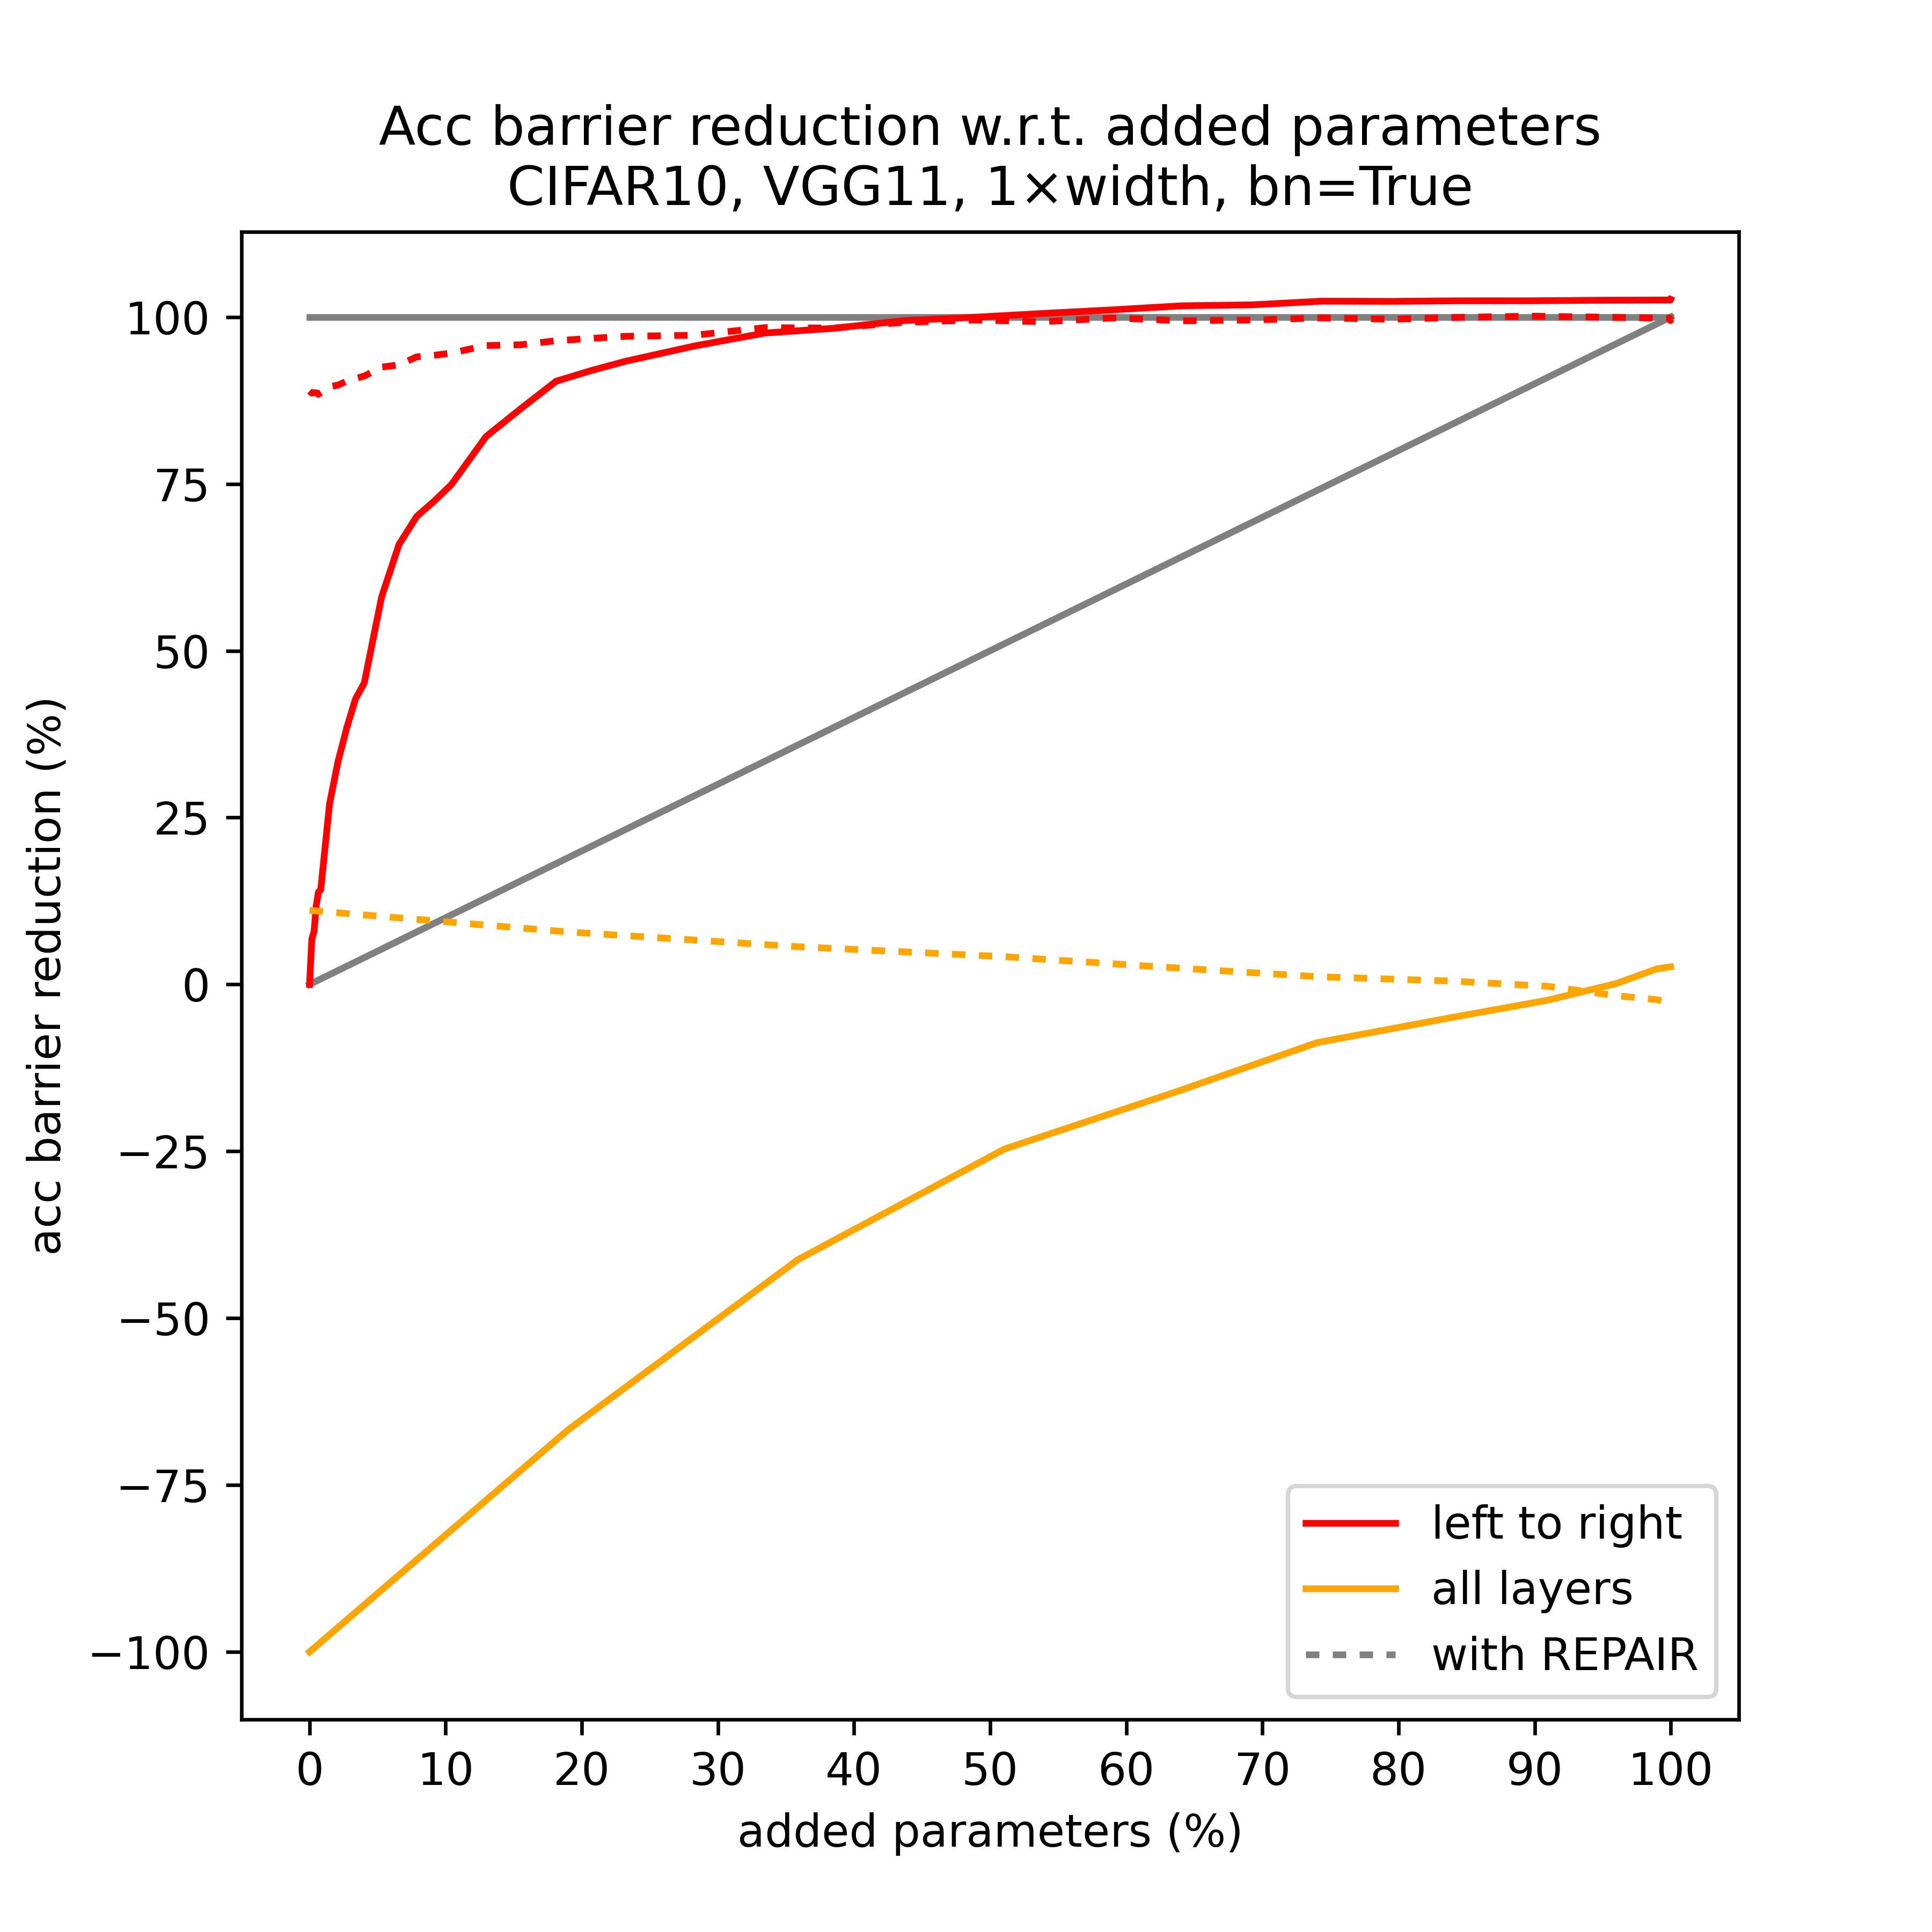 Acc barrier reduction w.r.t. added parameters
CIFAR10, VGG11, 1×width, bn=True
acc barrier reduction (%)
100
75
50
25
0
−25
−50
−75
−100
left to right
all layers
with REPAIR
0 10 20 30 40 50 60 70 80 90 100
added parameters (%)